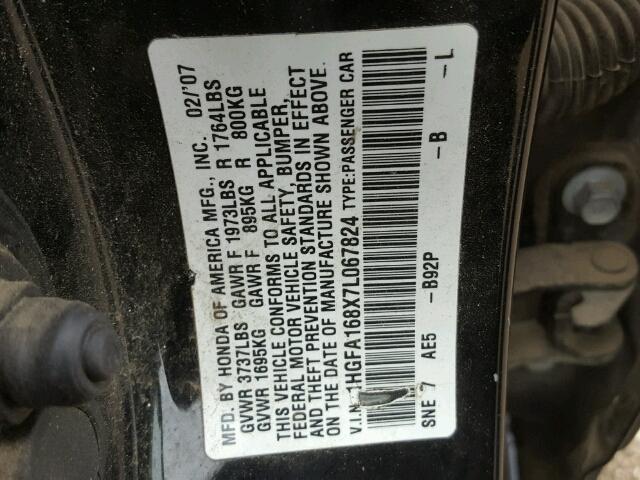 MFD. BY HONDA OF AMERICA MFG., INC. 02/'07
GVWR 3737LBS GAWR F 1973LBS R 1764LBS
GVWR 1695KG GAWR F 895KG R 800KG
THIS VEHICLE CONFORMS TO ALL APPLICABLE
FEDERAL MOTOR VEHICLE SAFETY, BUMPER,
AND THEFT PREVENTION STANDARDS IN EFFECT
ON THE DATE OF MANUFACTURE SHOWN ABOVE.
V.I.N. 1HGFA168X7L067824 TYPE:PASSENGER CAR
SNE 7 AE5 -B92P -B -L